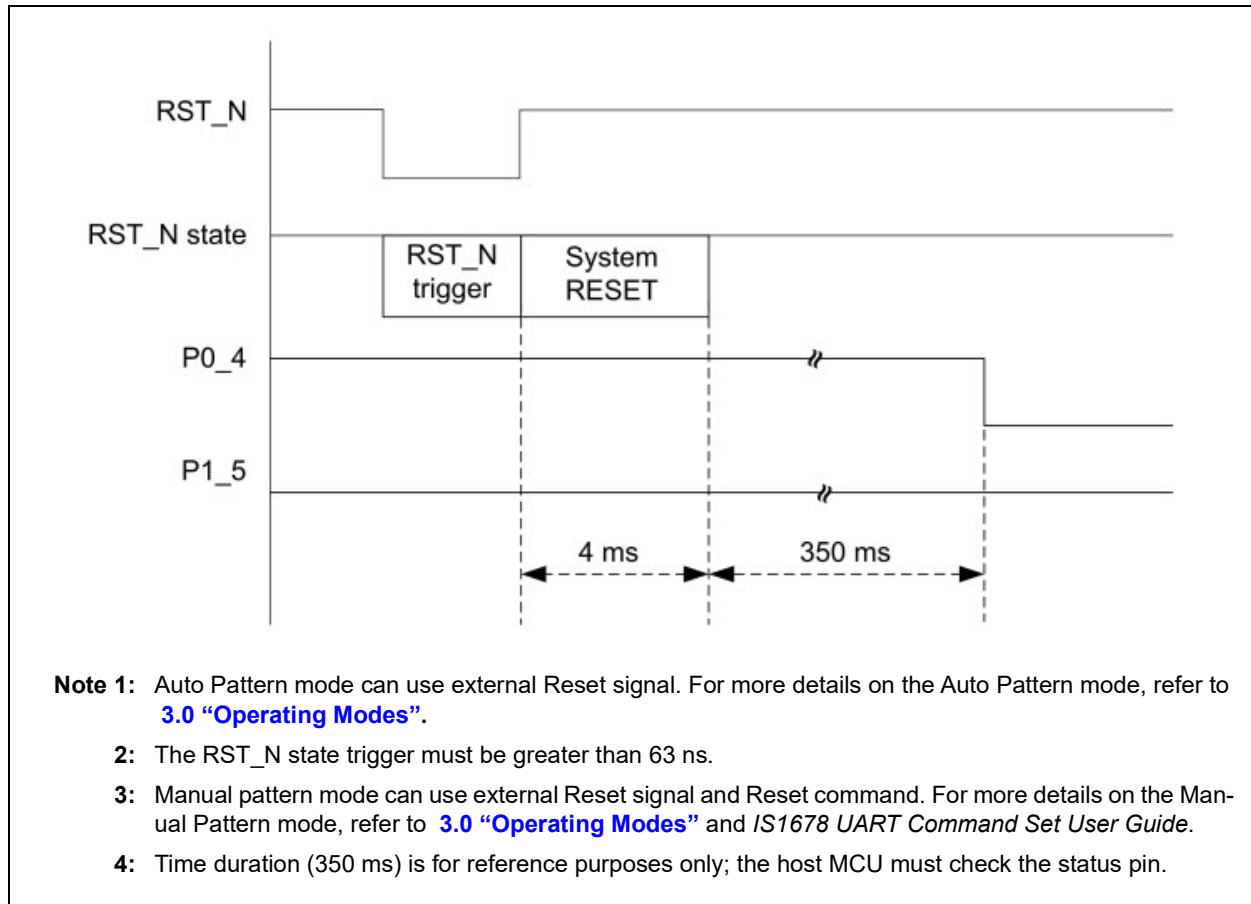 RST_N
RST_N state
RST_N
trigger
System
RESET
P0_4
P1_5
4 ms
350 ms
Note 1: Auto Pattern mode can use external Reset signal. For more details on the Auto Pattern mode, refer to
3.0 “Operating Modes”.
2: The RST_N state trigger must be greater than 63 ns.
3: Manual pattern mode can use external Reset signal and Reset command. For more details on the Man-
ual Pattern mode, refer to 3.0 “Operating Modes” and IS1678 UART Command Set User Guide.
4: Time duration (350 ms) is for reference purposes only; the host MCU must check the status pin.